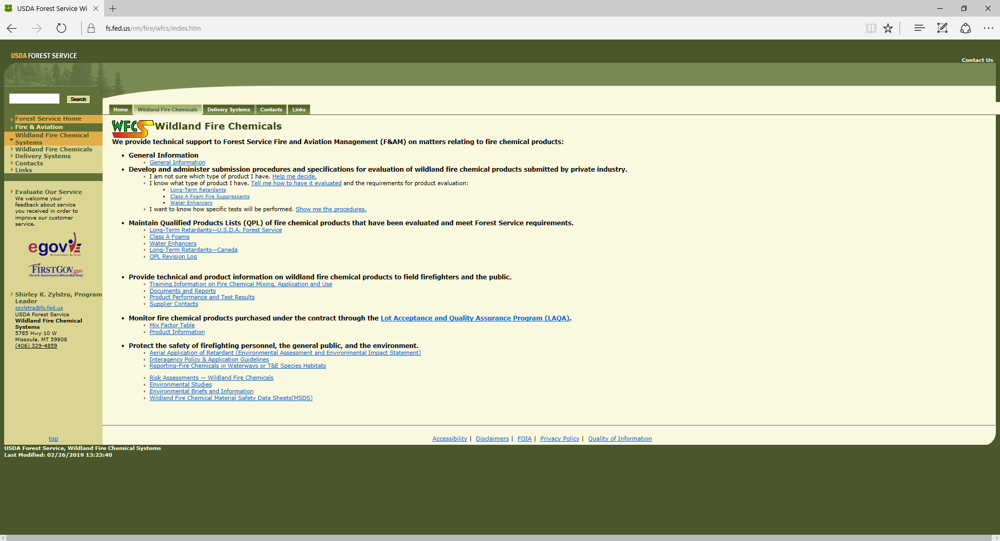 USDA Forest Service Wi
fs.fed.us/rm/fire/wfcs/index.htm
USDA FOREST SERVICE
Contact Us
Search
Home
Wildland Fire Chemicals
Delivery Systems
Contacts
Links
Forest Service Home
Fire & Aviation
Wildland Fire Chemical
Systems
Wildland Fire Chemicals
Delivery Systems
Contacts
Links
Evaluate Our Service
We welcome your
feedback about service
you received in order to
improve our customer
service.
egov
My Government. My Terms.
FIRSTGOV.gov
The U.S. Government's Official Web Portal
Shirley K. Zylstra, Program
Leader
szylstra@fs.fed.us
USDA Forest Service
Wildland Fire Chemical
Systems
5785 Hwy 10 W
Missoula, MT 59808
(406) 329-4859
top
WFCS
Wildland Fire Chemicals
We provide technical support to Forest Service Fire and Aviation Management (F&AM) on matters relating to fire chemical products:
• General Information
◦ General Information
• Develop and administer submission procedures and specifications for evaluation of wildland fire chemical products submitted by private industry.
◦ I am not sure which type of product I have. Help me decide.
◦ I know what type of product I have. Tell me how to have it evaluated and the requirements for product evaluation:
▪ Long-Term Retardants
▪ Class A Foam Fire Suppressants
▪ Water Enhancers
◦ I want to know how specific tests will be performed. Show me the procedures.
• Maintain Qualified Products Lists (QPL) of fire chemical products that have been evaluated and meet Forest Service requirements.
◦ Long-Term Retardants—U.S.D.A. Forest Service
◦ Class A Foams
◦ Water Enhancers
◦ Long-Term Retardants—Canada
◦ QPL Revision Log
• Provide technical and product information on wildland fire chemical products to field firefighters and the public.
◦ Training Information on Fire Chemical Mixing, Application and Use
◦ Documents and Reports
◦ Product Performance and Test Results
◦ Supplier Contacts
• Monitor fire chemical products purchased under the contract through the Lot Acceptance and Quality Assurance Program (LAQA).
◦ Mix Factor Table
◦ Product Information
• Protect the safety of firefighting personnel, the general public, and the environment.
◦ Aerial Application of Retardant (Environmental Assessment and Environmental Impact Statement)
◦ Interagency Policy & Application Guidelines
◦ Reporting-Fire Chemicals in Waterways or T&E Species Habitats
◦ Risk Assessments — Wildland Fire Chemicals
◦ Environmental Studies
◦ Environmental Briefs and Information
◦ Wildland Fire Chemical Material Safety Data Sheets(MSDS)
Accessibility | Disclaimers | FOIA | Privacy Policy | Quality of Information
USDA Forest Service, Wildland Fire Chemical Systems
Last Modified: 02/26/2019 13:23:40